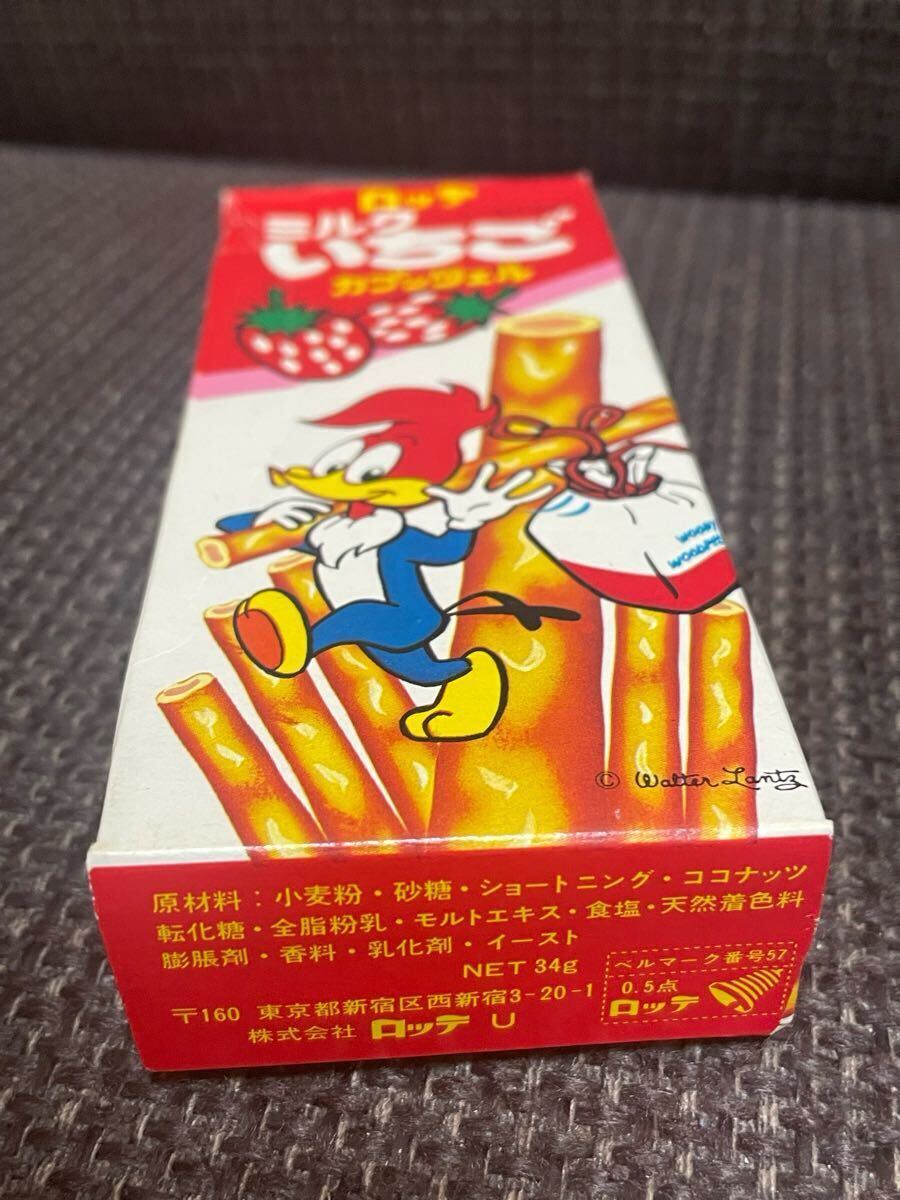 ロッテ
ミルク
いちご
カプッツェル
WOODY
© Walter Lantz
原材料:小麦粉・砂糖・ショートニング・ココナッツ
転化糖・全脂粉乳・モルトエキス・食塩・天然着色料
膨脹剤・香料・乳化剤・イースト
NET 34g
〒160 東京都新宿区西新宿3-20-1
株式会社 ロッテ U
ベルマーク番号57
0.5点
ロッテ